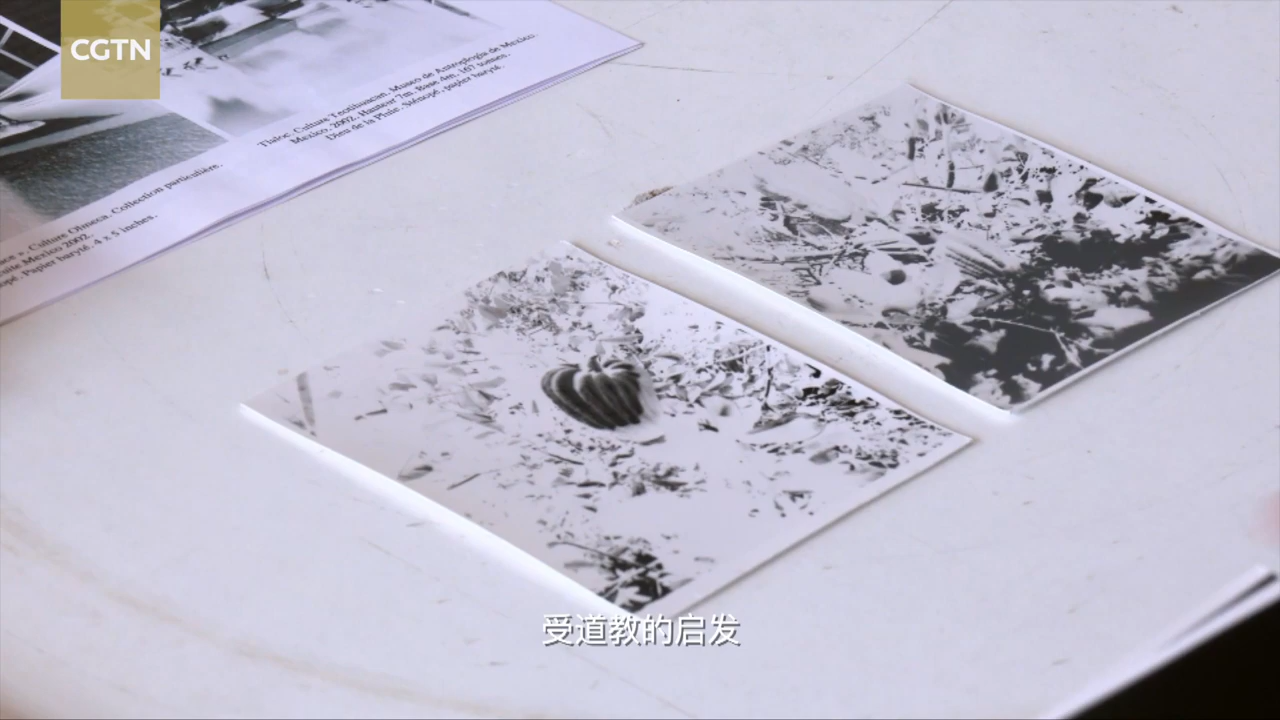 CGTN
Tlaloc. Culture Teotihuacan. Museo de Antroplogia de Mexico.
Mexico. 2002. Hauteur 7m. Base 4m. 167 tonnes.
Dieu de la Pluie. Sténopé - papier baryté.
Culture Olmeca. Collection particulière.
Mexico 2002.
Papier baryté. 4 x 5 inches.
受道教的启发